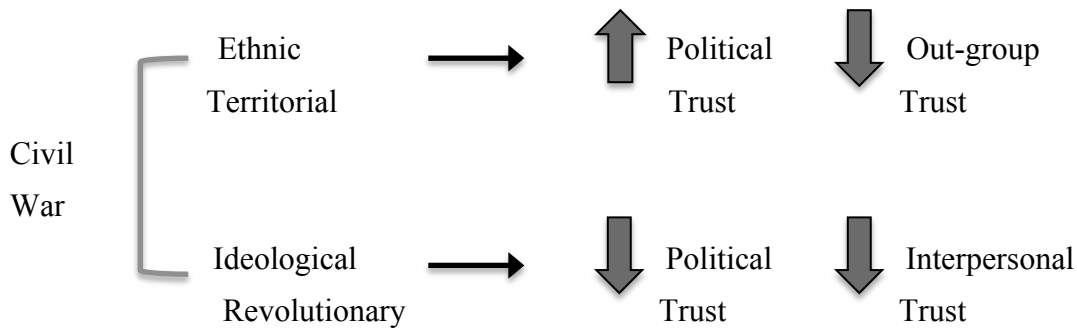 Civil
War
Ethnic
Territorial
Political
Trust
Out-group
Trust
Ideological
Revolutionary
Political
Trust
Interpersonal
Trust